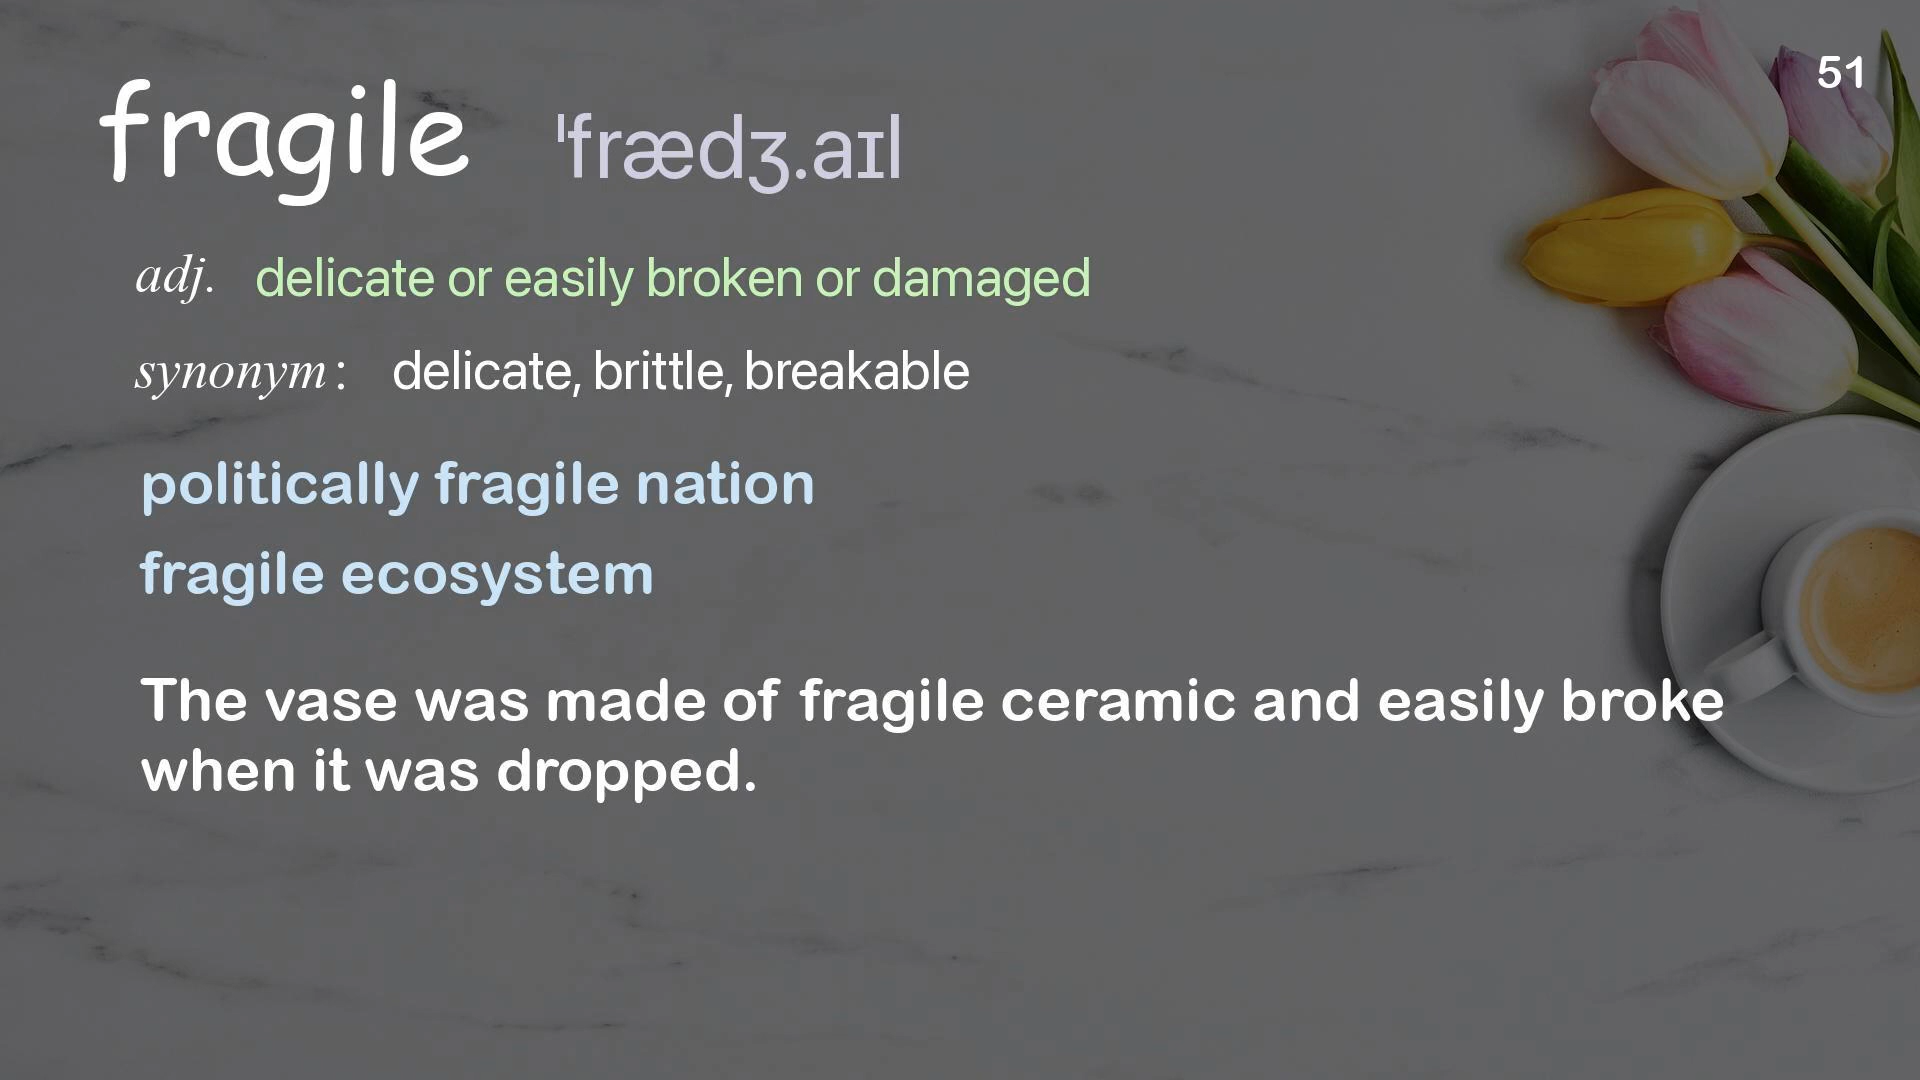 51
fragile ˈfrædʒ.aɪl
adj. delicate or easily broken or damaged
synonym: delicate, brittle, breakable
politically fragile nation
fragile ecosystem
The vase was made of fragile ceramic and easily broke
when it was dropped.